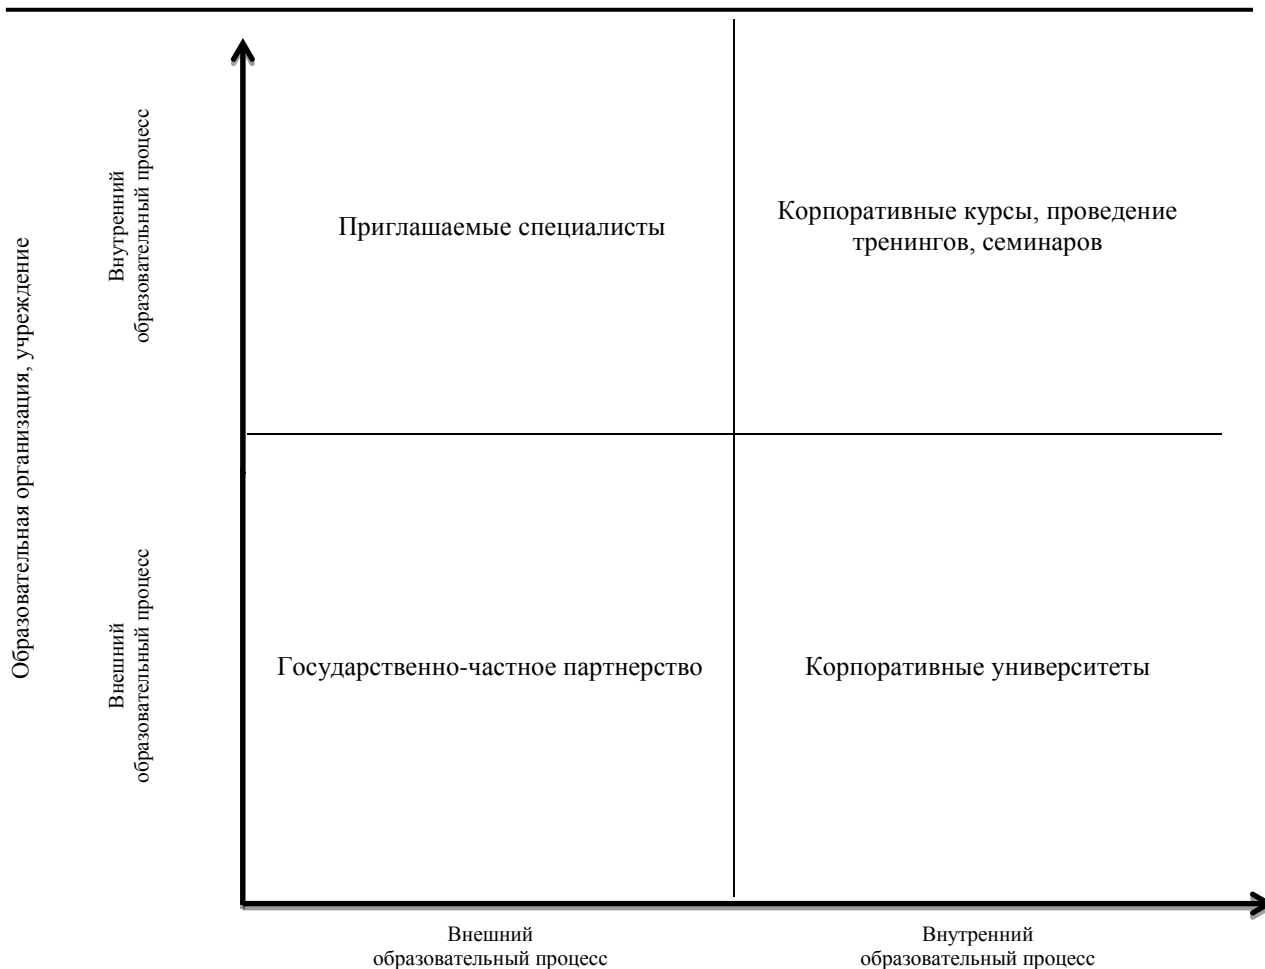 Образовательная организация, учреждение
Внутренний
образовательный процесс
Приглашаемые специалисты
Корпоративные курсы, проведение
тренингов, семинаров
Внешний
образовательный процесс
Государственно-частное партнерство
Корпоративные университеты
Внешний
образовательный процесс
Внутренний
образовательный процесс